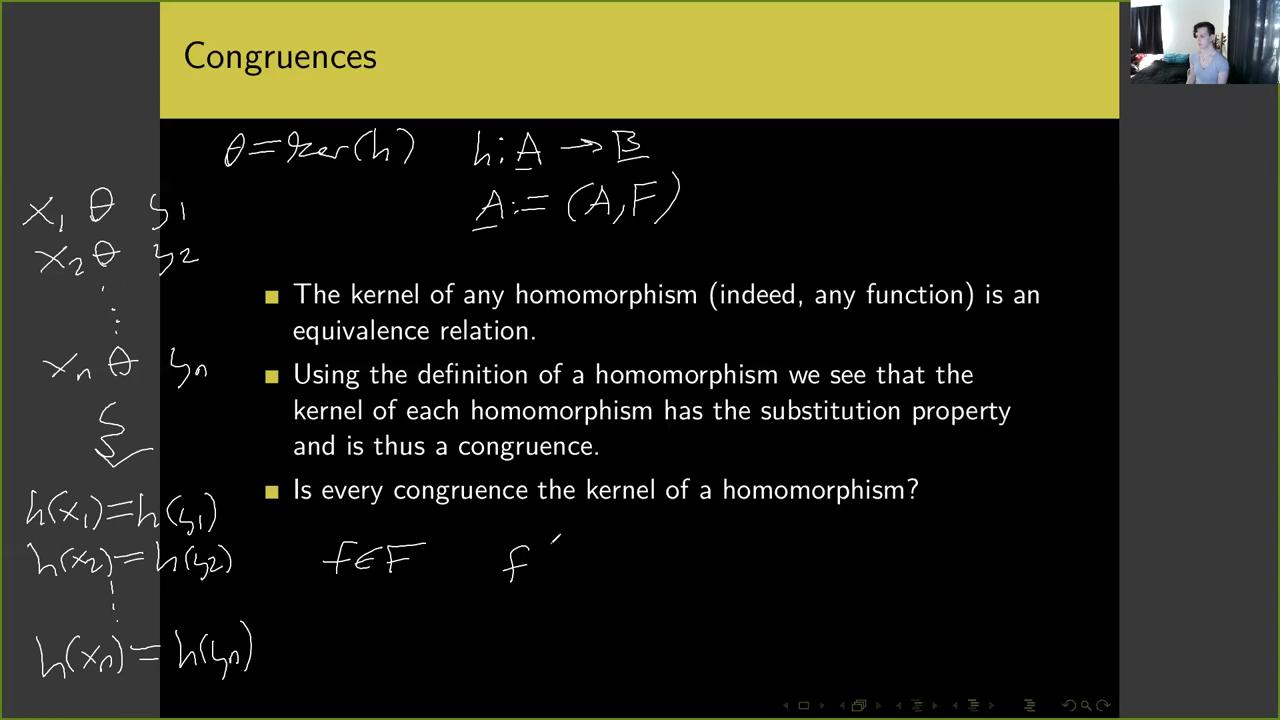 Congruences
θ=ker(h) h: A → B
A := (A,F)
x₁ θ y₁
x₂ θ y₂
⋮
xₙ θ yₙ
■ The kernel of any homomorphism (indeed, any function) is an
equivalence relation.
■ Using the definition of a homomorphism we see that the
kernel of each homomorphism has the substitution property
and is thus a congruence.
■ Is every congruence the kernel of a homomorphism?
h(x₁)=h(y₁)
h(x₂)=h(y₂)
⋮
h(xₙ)=h(yₙ)
f∈F f